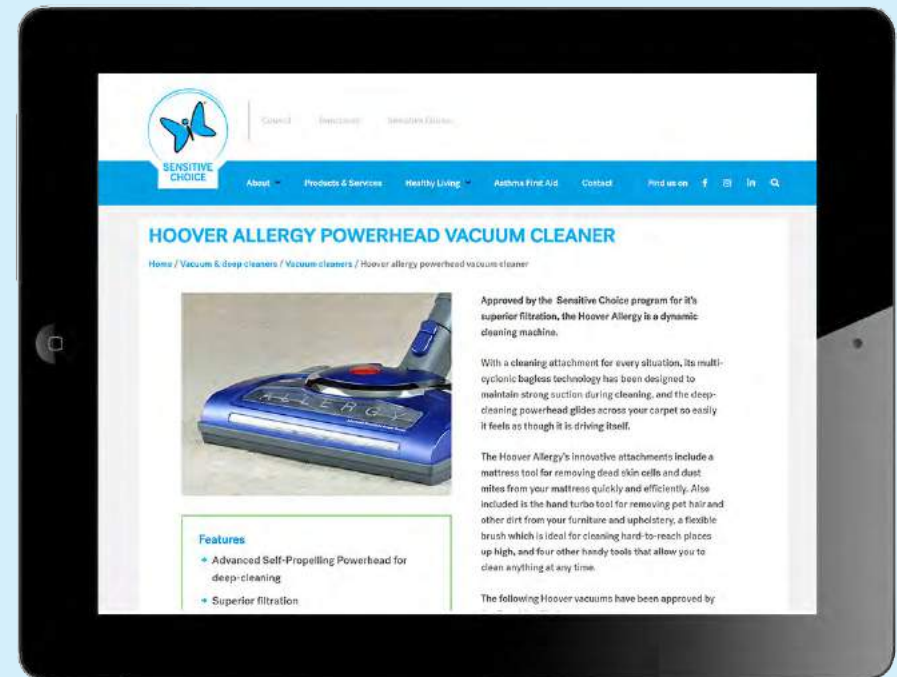 SENSITIVE
CHOICE
Council Sensitive Choice
About Products & Services Healthy Living Asthma First Aid Contact Find us on f in
HOOVER ALLERGY POWERHEAD VACUUM CLEANER
Home / Vacuum & deep cleaners / Vacuum cleaners / Hoover allergy powerhead vacuum cleaner
ALLERGY
Features
Advanced Self-Propelling Powerhead for
deep-cleaning
Superior filtration
Approved by the Sensitive Choice program for it's
superior filtration, the Hoover Allergy is a dynamic
cleaning machine.
With a cleaning attachment for every situation, its multi-
cyclonic bagless technology has been designed to
maintain strong suction during cleaning, and the deep-
cleaning powerhead glides across your carpet so easily
it feels as though it is driving itself.
The Hoover Allergy's innovative attachments include a
mattress tool for removing dead skin cells and dust
mites from your mattress quickly and efficiently. Also
included is the hand turbo tool for removing pet hair and
other dirt from your furniture and upholstery, a flexible
brush which is ideal for cleaning hard-to-reach places
up high, and four other handy tools that allow you to
clean anything at any time.
The following Hoover vacuums have been approved by